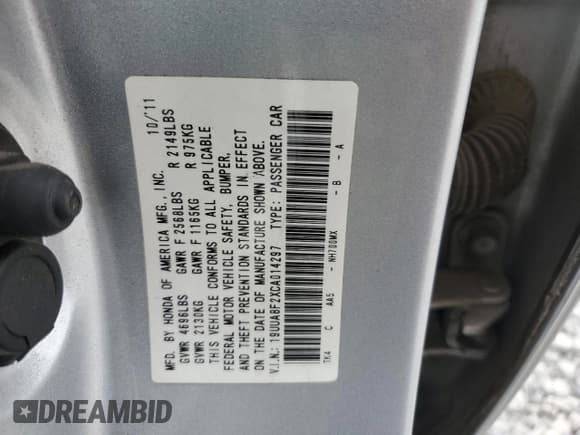 MFD. BY HONDA OF AMERICA MFG., INC. 10/11
GVWR 4696LBS GAWR F 2568LBS R 2149LBS
GVWR 2130KG GAWR F 1165KG R 975KG
THIS VEHICLE CONFORMS TO ALL APPLICABLE
FEDERAL MOTOR VEHICLE SAFETY, BUMPER,
AND THEFT PREVENTION STANDARDS IN EFFECT
ON THE DATE OF MANUFACTURE SHOWN ABOVE.
V.I.N.: 19UUA8F2XCA014297 TYPE: PASSENGER CAR
TK4 C AA5 - NH700MX - B - A
DREAMBID